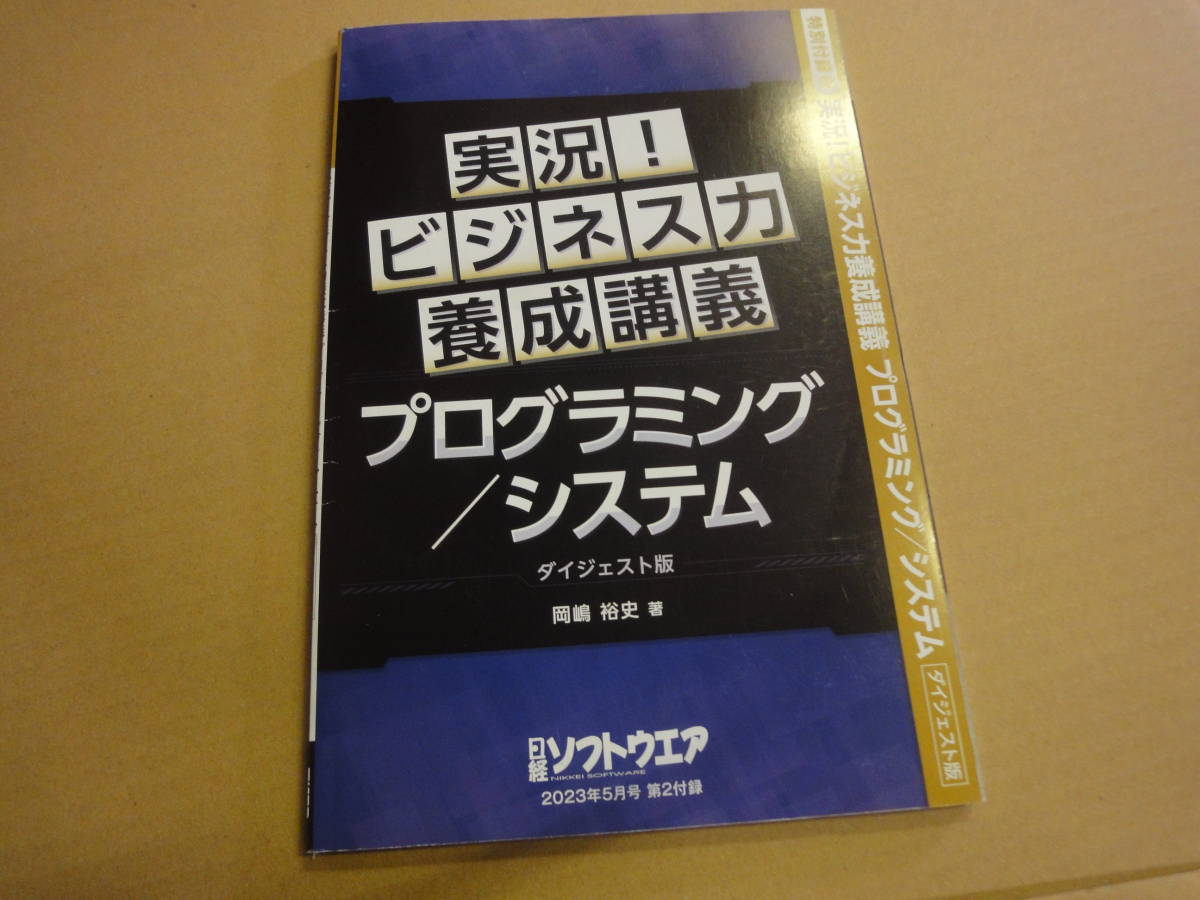 実況!
ビジネス力
養成講義
プログラミング
/システム
ダイジェスト版
岡嶋 裕史 著
日経ソフトウエア
NIKKEI SOFTWARE
2023年5月号 第2付録
特別付録 実況!ビジネス力養成講義 プログラミング/システム ダイジェスト版